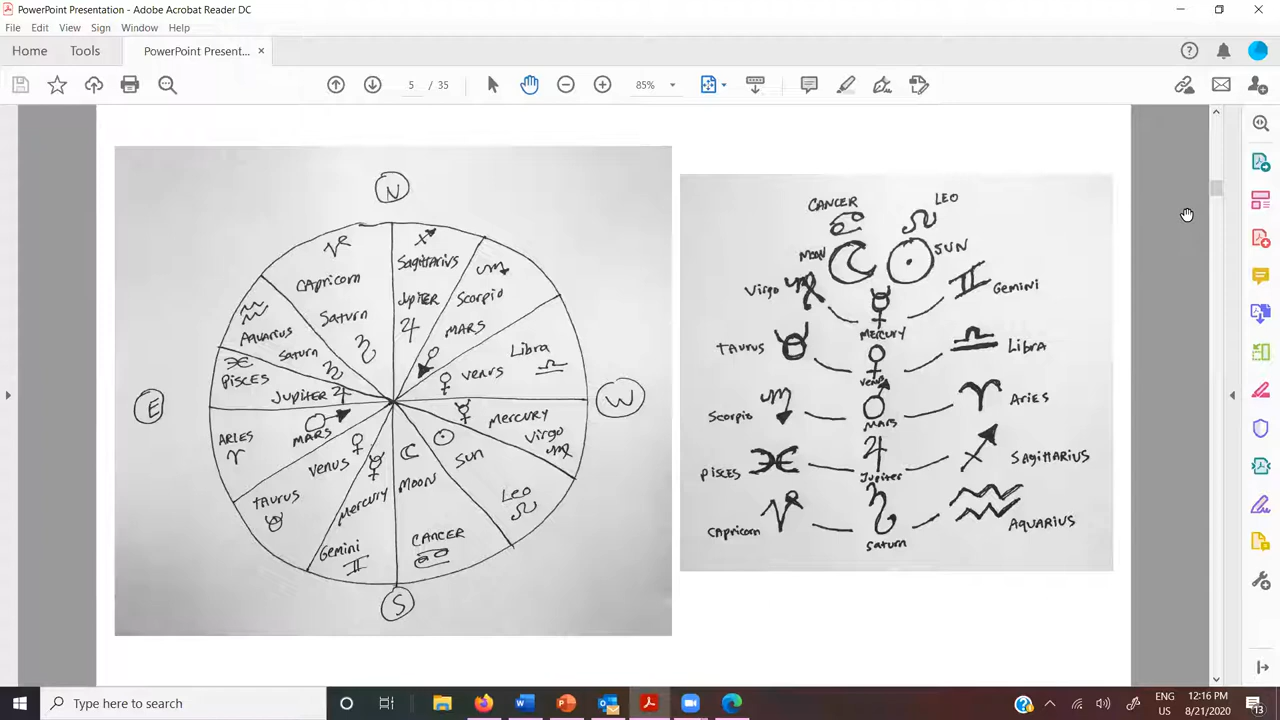 PowerPoint Presentation - Adobe Acrobat Reader DC
File Edit View Sign Window Help
Home Tools PowerPoint Present... ×
5 / 35 85%
N
Capricorn
Saturn
Sagittarius
Jupiter
Scorpio
MARS
Libra
Venus
Aquarius
Saturn
Pisces
Jupiter
E
W
Aries
MARS
Taurus
Venus
Gemini
Mercury
MOON
CANCER
Sun
Leo
Mercury
Virgo
S
CANCER
LEO
MOON
SUN
Virgo
Gemini
MERCURY
TAURUS
LibRA
Venus
Scorpio
ARies
MARS
Pisces
SAGITTARIUS
Jupiter
CAPRICORN
AQUARIUS
SATURN
Type here to search
ENG
US
12:16 PM
8/21/2020
13